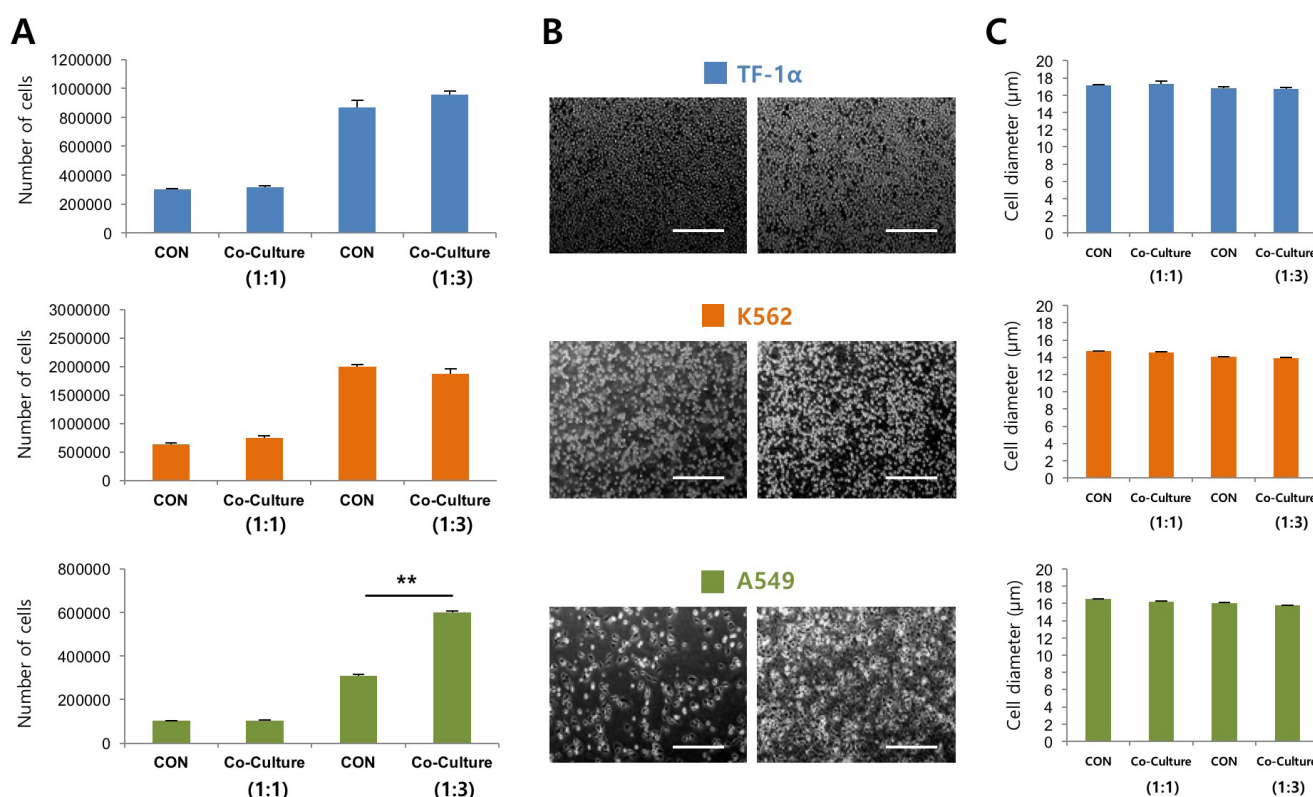 A
B
C
Number of cells
1200000
1000000
800000
600000
400000
200000
0
CON
Co-Culture
CON
Co-Culture
(1:1)
(1:3)
TF-1α
Cell diameter (μm)
20
18
16
14
12
10
8
6
4
2
0
CON
Co-Culture
CON
Co-Culture
(1:1)
(1:3)
Number of cells
3000000
2500000
2000000
1500000
1000000
500000
0
CON
Co-Culture
CON
Co-Culture
(1:1)
(1:3)
K562
Cell diameter (μm)
20
18
16
14
12
10
8
6
4
2
0
CON
Co-Culture
CON
Co-Culture
(1:1)
(1:3)
Number of cells
800000
600000
400000
200000
0
**
CON
Co-Culture
CON
Co-Culture
(1:1)
(1:3)
A549
Cell diameter (μm)
20
18
16
14
12
10
8
6
4
2
0
CON
Co-Culture
CON
Co-Culture
(1:1)
(1:3)